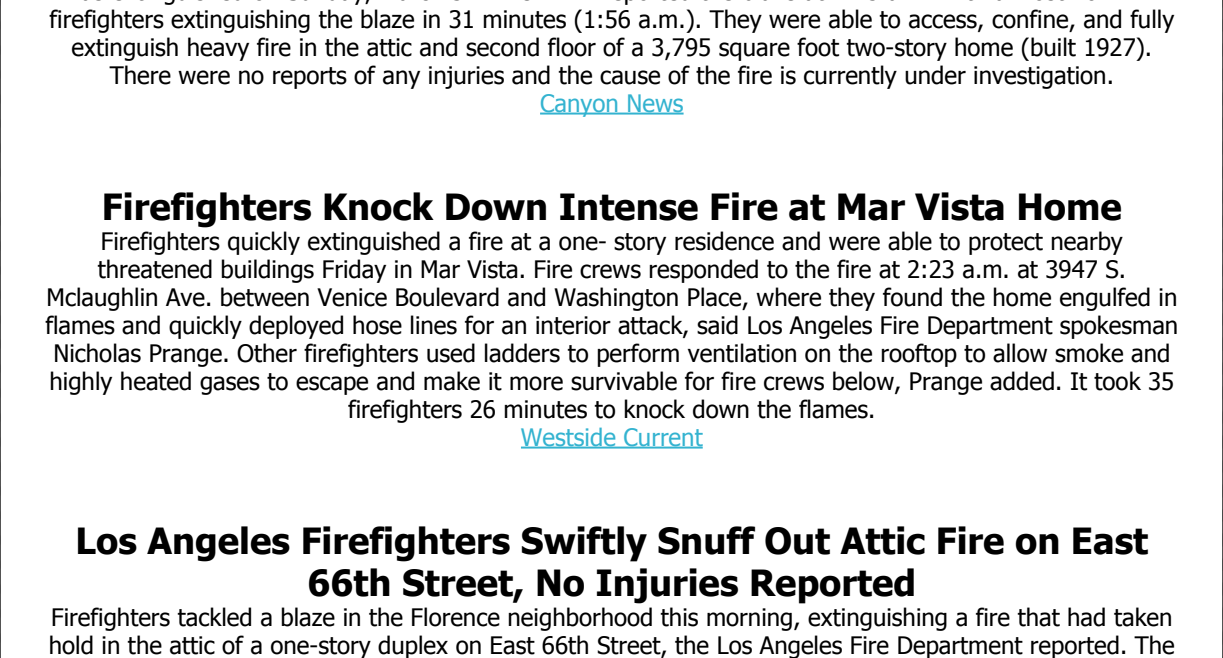 firefighters extinguishing the blaze in 31 minutes (1:56 a.m.). They were able to access, confine, and fully
extinguish heavy fire in the attic and second floor of a 3,795 square foot two-story home (built 1927).
There were no reports of any injuries and the cause of the fire is currently under investigation.
Canyon News
Firefighters Knock Down Intense Fire at Mar Vista Home
Firefighters quickly extinguished a fire at a one- story residence and were able to protect nearby
threatened buildings Friday in Mar Vista. Fire crews responded to the fire at 2:23 a.m. at 3947 S.
Mclaughlin Ave. between Venice Boulevard and Washington Place, where they found the home engulfed in
flames and quickly deployed hose lines for an interior attack, said Los Angeles Fire Department spokesman
Nicholas Prange. Other firefighters used ladders to perform ventilation on the rooftop to allow smoke and
highly heated gases to escape and make it more survivable for fire crews below, Prange added. It took 35
firefighters 26 minutes to knock down the flames.
Westside Current
Los Angeles Firefighters Swiftly Snuff Out Attic Fire on East
66th Street, No Injuries Reported
Firefighters tackled a blaze in the Florence neighborhood this morning, extinguishing a fire that had taken
hold in the attic of a one-story duplex on East 66th Street, the Los Angeles Fire Department reported. The